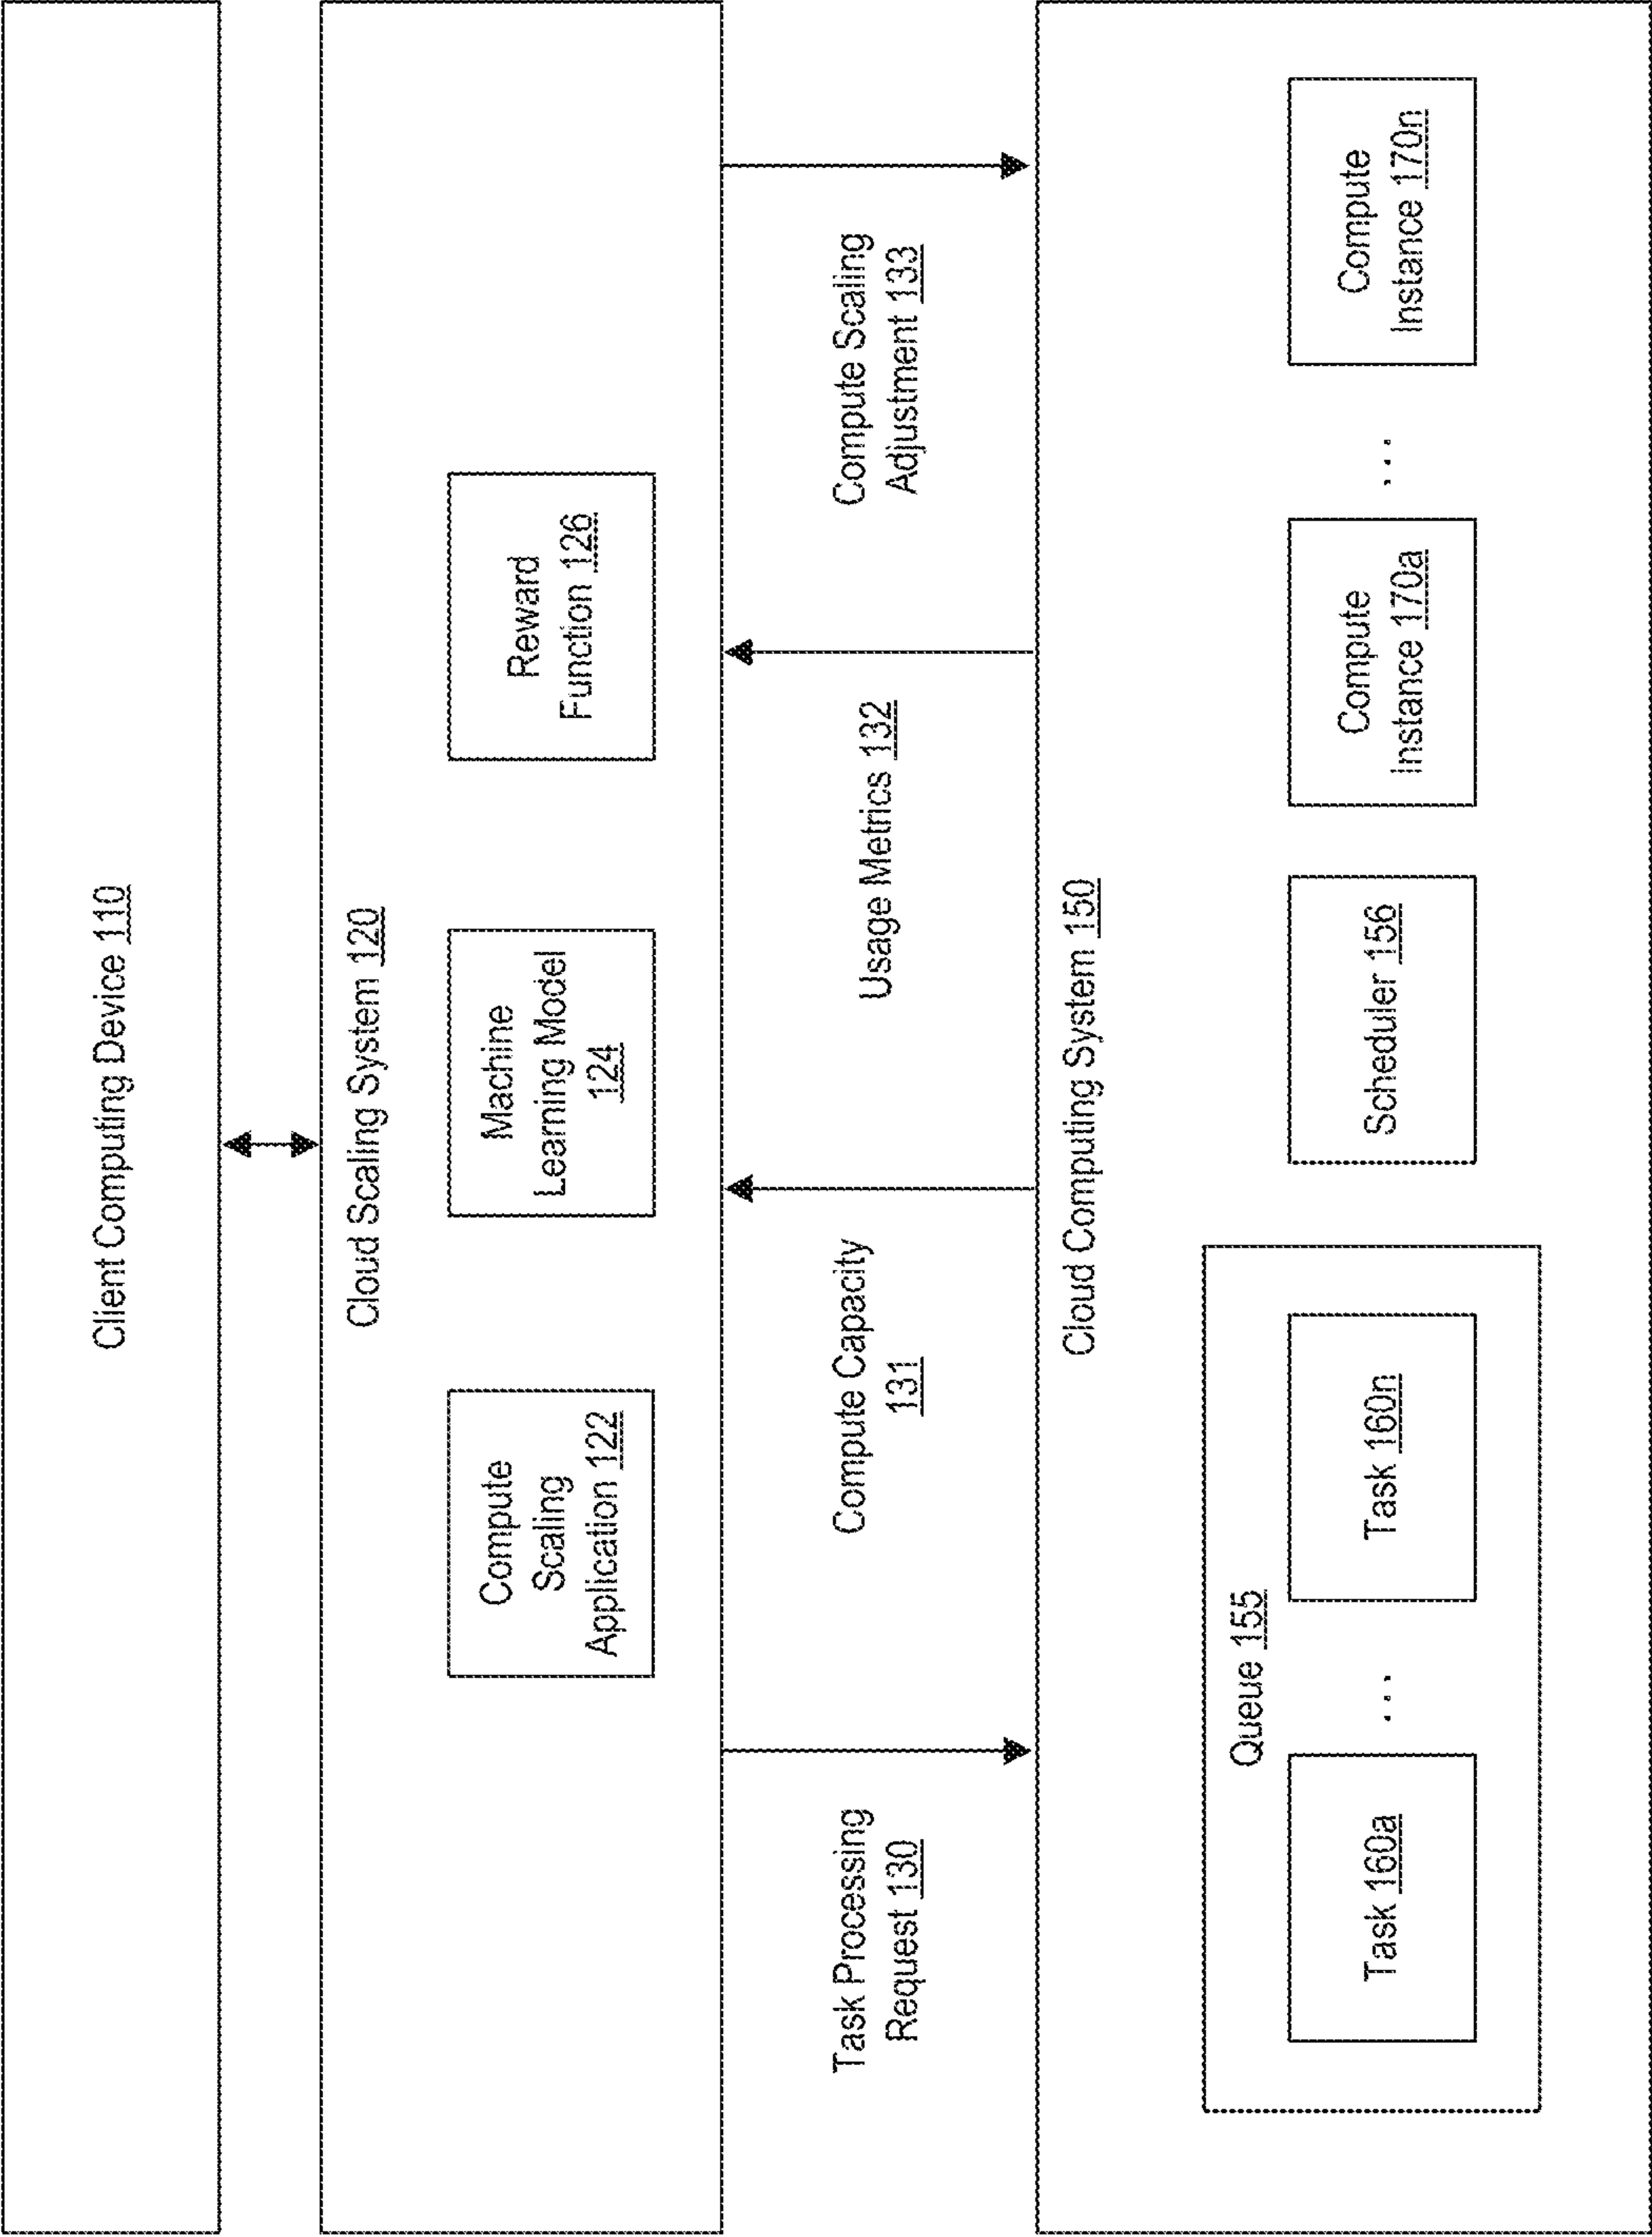 Client Computing Device 110
Cloud Scaling System 120
Compute
Scaling
Application 122
Machine
Learning Model
124
Reward
Function 126
Task Processing
Request 130
Compute Capacity
131
Usage Metrics 132
Compute Scaling
Adjustment 133
Cloud Computing System 150
Queue 155
Task 160a
...
Task 160n
Scheduler 156
Compute
Instance 170a
...
Compute
Instance 170n